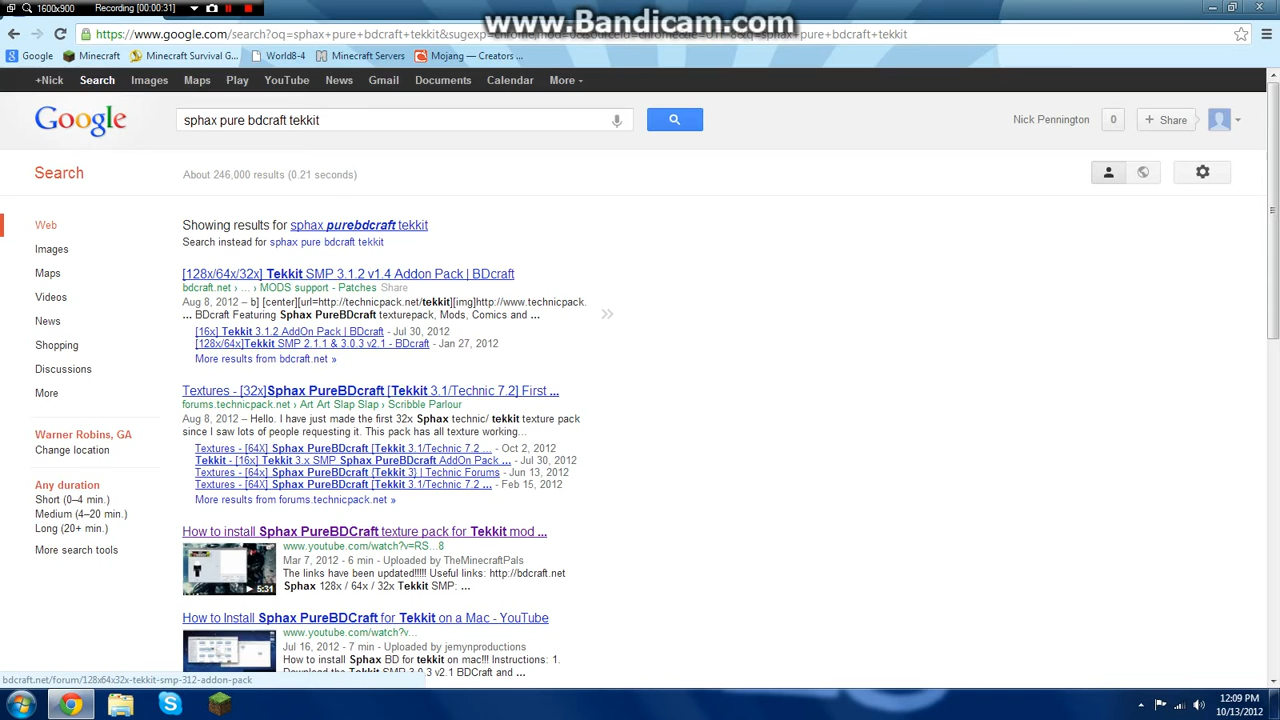 1600x900 Recording [00:00:31]
www.Bandicam.com
https://www.google.com/search?oq=sphax+pure+bdcraft+tekkit&sugexp=chrome,mod=
=sphax+pure+bdcraft+tekkit
Google Minecraft Minecraft Survival G... World8-4 Minecraft Servers Mojang — Creators ...
+Nick Search Images Maps Play YouTube News Gmail Documents Calendar More
Google sphax pure bdcraft tekkit Nick Pennington 0 + Share
Search About 246,000 results (0.21 seconds)
Web
Images
Maps
Videos
News
Shopping
Discussions
More
Warner Robins, GA
Change location
Any duration
Short (0–4 min.)
Medium (4–20 min.)
Long (20+ min.)
More search tools
Showing results for sphax purebdcraft tekkit
Search instead for sphax pure bdcraft tekkit
[128x/64x/32x] Tekkit SMP 3.1.2 v1.4 Addon Pack | BDcraft
bdcraft.net › ... › MODS support - Patches Share
Aug 8, 2012 – b] [center][url=http://technicpack.net/tekkit][img]http://www.technicpack.
... BDcraft Featuring Sphax PureBDcraft texturepack, Mods, Comics and ...
[16x] Tekkit 3.1.2 AddOn Pack | BDcraft - Jul 30, 2012
[128x/64x]Tekkit SMP 2.1.1 & 3.0.3 v2.1 - BDcraft - Jan 27, 2012
More results from bdcraft.net »
Textures - [32x]Sphax PureBDcraft [Tekkit 3.1/Technic 7.2] First ...
forums.technicpack.net › Art Art Slap Slap › Scribble Parlour
Aug 8, 2012 – Hello. I have just made the first 32x Sphax technic/ tekkit texture pack
since I saw lots of people requesting it. This pack has all texture working...
Textures - [64X] Sphax PureBDcraft [Tekkit 3.1/Technic 7.2 ... - Oct 2, 2012
Tekkit - [16x] Tekkit 3.x SMP Sphax PureBDcraft AddOn Pack ... - Jul 30, 2012
Textures - [64x] Sphax PureBDcraft {Tekkit 3} | Technic Forums - Jun 13, 2012
Textures - [64X] Sphax PureBDcraft [Tekkit 3.1/Technic 7.2 ... - Feb 15, 2012
More results from forums.technicpack.net »
How to install Sphax PureBDCraft texture pack for Tekkit mod ...
www.youtube.com/watch?v=RS...8
Mar 7, 2012 - 6 min - Uploaded by TheMinecraftPals
The links have been updated!!!!! Useful links: http://bdcraft.net
Sphax 128x / 64x / 32x Tekkit SMP: ...
5:31
How to Install Sphax PureBDCraft for Tekkit on a Mac - YouTube
www.youtube.com/watch?v...
Jul 16, 2012 - 7 min - Uploaded by jemynproductions
How to install Sphax BD for tekkit on mac!!! Instructions: 1.
Download the Tekkit SMP 3.0.3 v2.1 BDCraft and ...
bdcraft.net/forum/128x64x32x-tekkit-smp-312-addon-pack
12:09 PM
10/13/2012